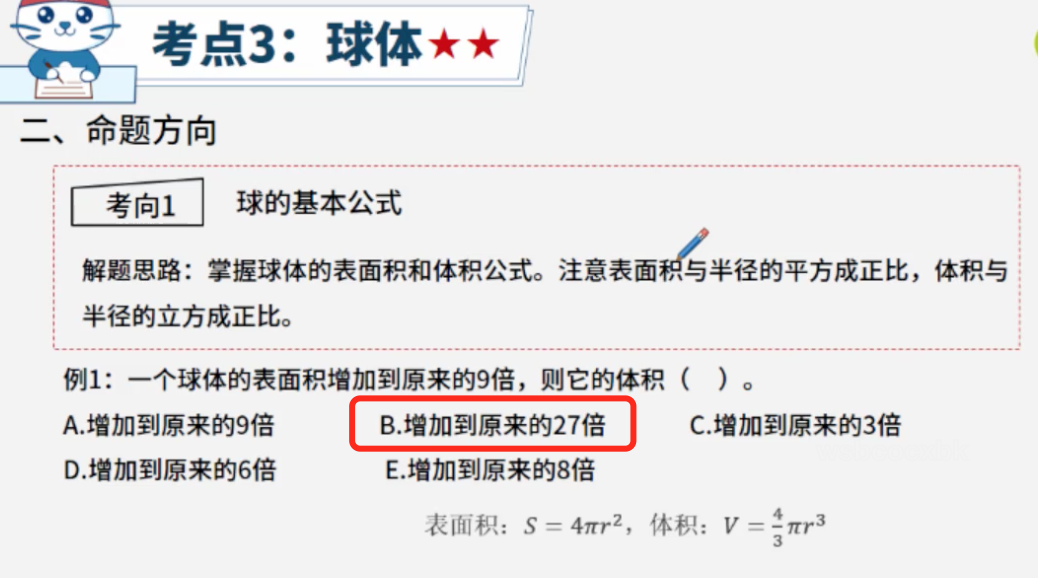 考点3：球体★★
二、命题方向
考向1 球的基本公式
解题思路：掌握球体的表面积和体积公式。注意表面积与半径的平方成正比，体积与
半径的立方成正比。
例1：一个球体的表面积增加到原来的9倍，则它的体积（ ）。
A.增加到原来的9倍 B.增加到原来的27倍 C.增加到原来的3倍
D.增加到原来的6倍 E.增加到原来的8倍
表面积：S = 4πr²，体积：V = 4/3 πr³